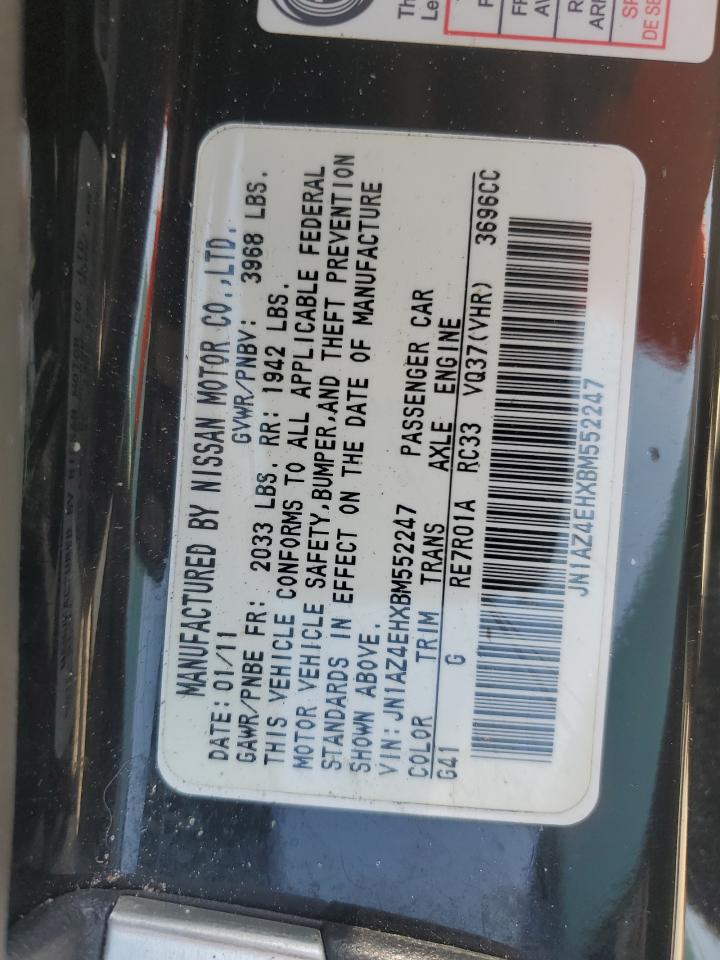 MANUFACTURED BY NISSAN MOTOR CO.,LTD.
DATE: 01/11 GVWR/PNBV: 3968 LBS.
GAWR/PNBE FR: 2033 LBS. RR: 1942 LBS.
THIS VEHICLE CONFORMS TO ALL APPLICABLE FEDERAL
MOTOR VEHICLE SAFETY,BUMPER,AND THEFT PREVENTION
STANDARDS IN EFFECT ON THE DATE OF MANUFACTURE
SHOWN ABOVE.
VIN:JN1AZ4EHXBM552247 PASSENGER CAR
COLOR TRIM TRANS AXLE ENGINE
G41 G RE7R01A RC33 VQ37(VHR) 3696CC
JN1AZ4EHXBM552247